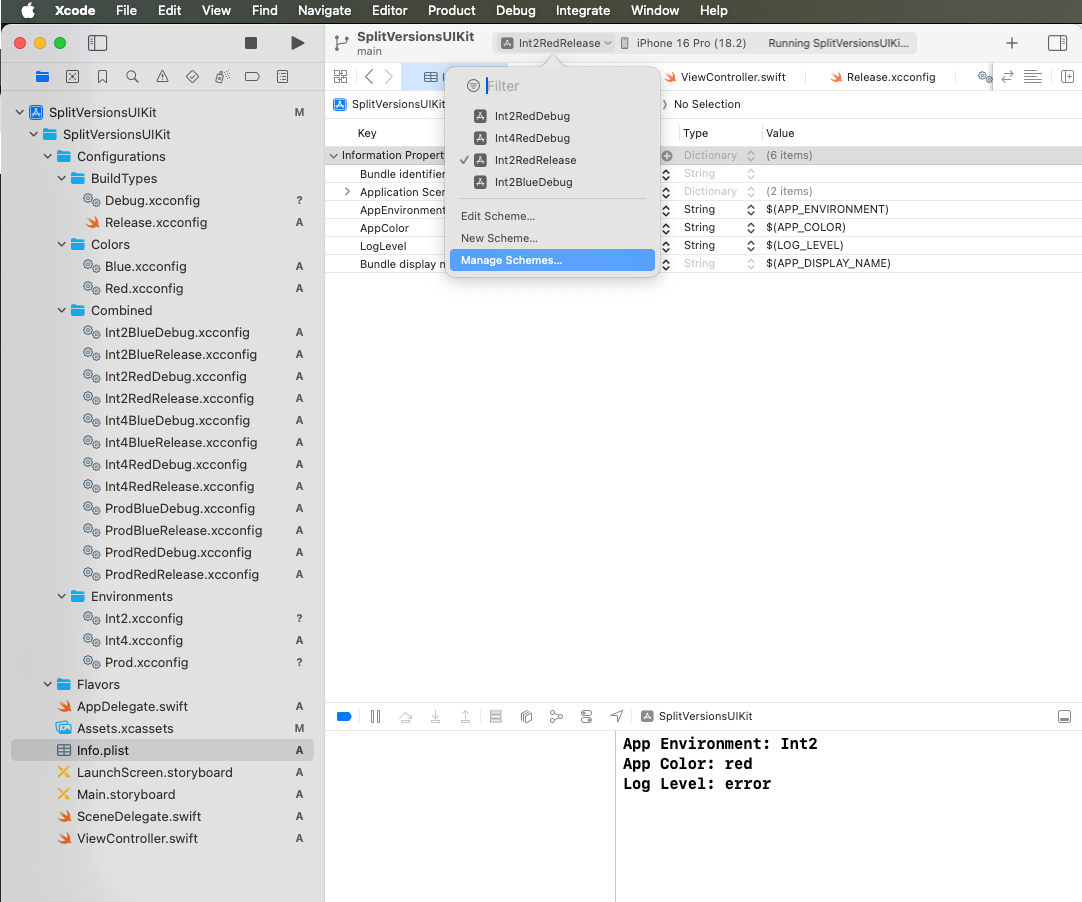 Xcode File Edit View Find Navigate Editor Product Debug Integrate Window Help
SplitVersionsUIKit
main
Int2RedRelease
iPhone 16 Pro (18.2)
Running SplitVersionsUIKi...
ViewController.swift
Release.xcconfig
SplitVersionsUIKit
No Selection
Key Type Value
Information Propert Dictionary (6 items)
Bundle identifier String
Application Scen Dictionary (2 items)
AppEnvironment String $(APP_ENVIRONMENT)
AppColor String $(APP_COLOR)
LogLevel String $(LOG_LEVEL)
Bundle display n String $(APP_DISPLAY_NAME)
Filter
Int2RedDebug
Int4RedDebug
Int2RedRelease
Int2BlueDebug
Edit Scheme...
New Scheme...
Manage Schemes...
SplitVersionsUIKit M
SplitVersionsUIKit
Configurations
BuildTypes
Debug.xcconfig ?
Release.xcconfig A
Colors
Blue.xcconfig A
Red.xcconfig A
Combined
Int2BlueDebug.xcconfig A
Int2BlueRelease.xcconfig A
Int2RedDebug.xcconfig A
Int2RedRelease.xcconfig A
Int4BlueDebug.xcconfig A
Int4BlueRelease.xcconfig A
Int4RedDebug.xcconfig A
Int4RedRelease.xcconfig A
ProdBlueDebug.xcconfig A
ProdBlueRelease.xcconfig A
ProdRedDebug.xcconfig A
ProdRedRelease.xcconfig A
Environments
Int2.xcconfig ?
Int4.xcconfig A
Prod.xcconfig ?
Flavors
AppDelegate.swift A
Assets.xcassets M
Info.plist A
LaunchScreen.storyboard A
Main.storyboard A
SceneDelegate.swift A
ViewController.swift A
SplitVersionsUIKit
App Environment: Int2
App Color: red
Log Level: error